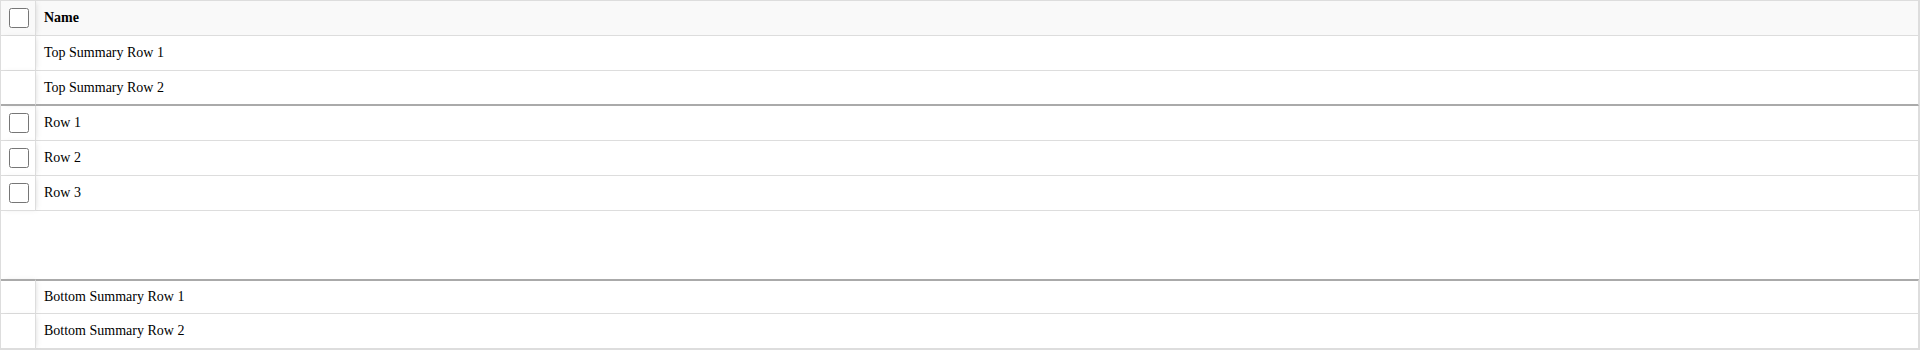 Name
Top Summary Row 1
Top Summary Row 2
Row 1
Row 2
Row 3
Bottom Summary Row 1
Bottom Summary Row 2